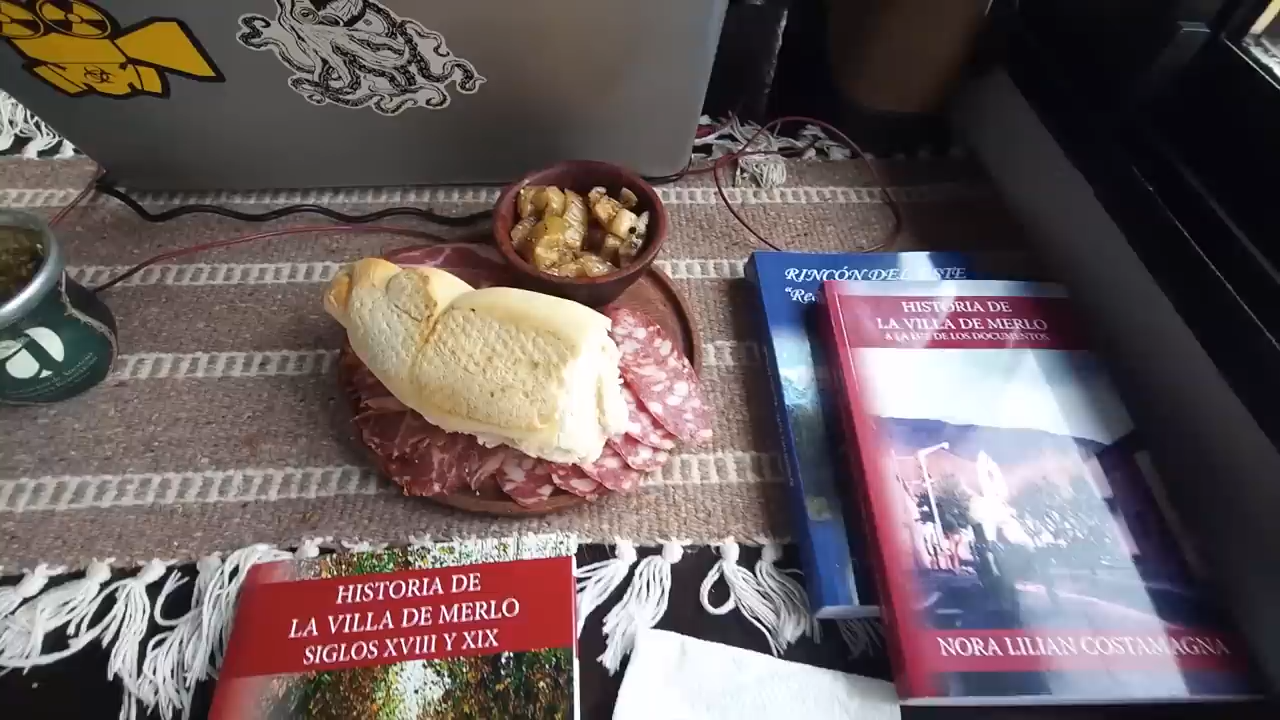 RINCÓN DEL ESTE
HISTORIA DE
LA VILLA DE MERLO
A LA LUZ DE LOS DOCUMENTOS
NORA LILIAN COSTAMAGNA
HISTORIA DE
LA VILLA DE MERLO
SIGLOS XVIII Y XIX
a